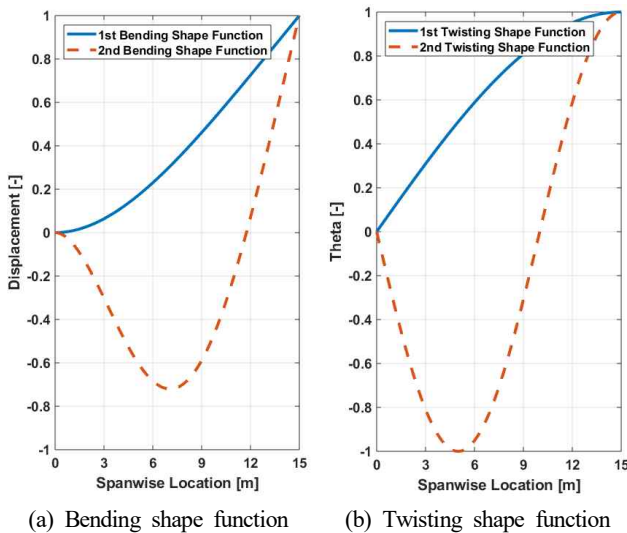 1st Bending Shape Function
2nd Bending Shape Function
1
0.8
0.6
0.4
0.2
0
-0.2
-0.4
-0.6
-0.8
-1
Displacement [-]
0 3 6 9 12 15
Spanwise Location [m]
(a) Bending shape function
1st Twisting Shape Function
2nd Twisting Shape Function
1
0.8
0.6
0.4
0.2
0
-0.2
-0.4
-0.6
-0.8
-1
Theta [-]
0 3 6 9 12 15
Spanwise Location [m]
(b) Twisting shape function